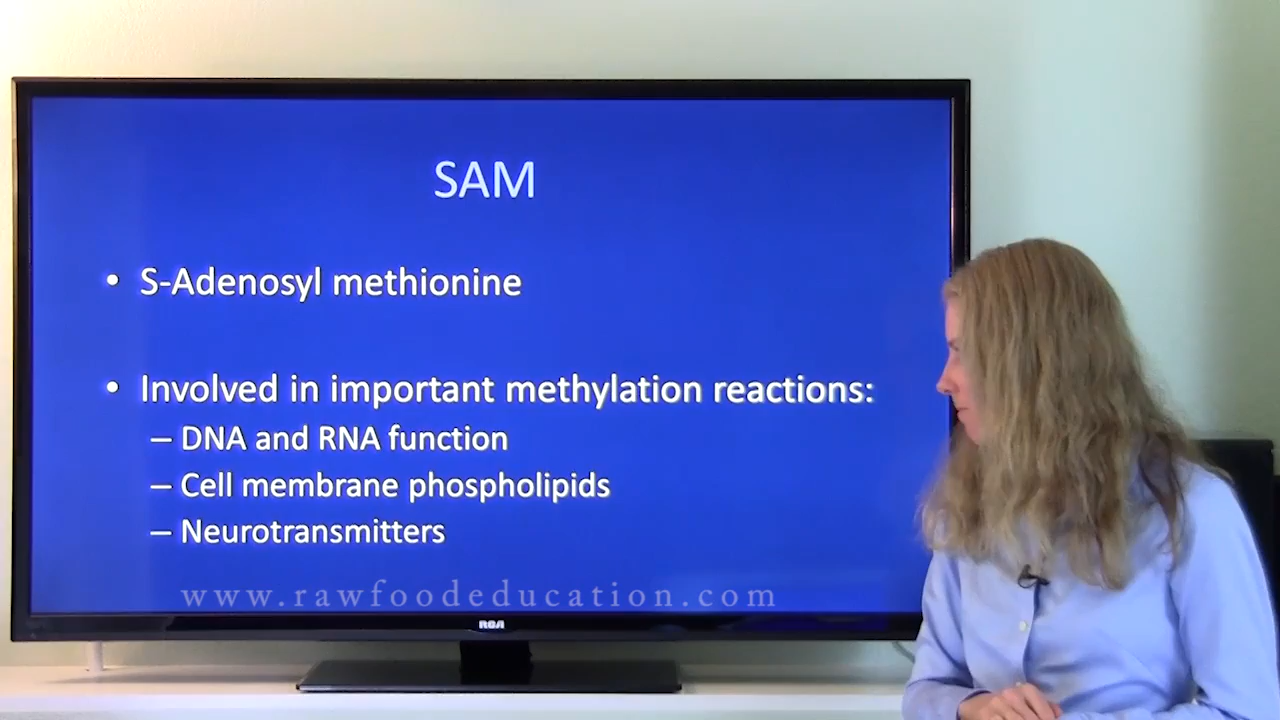 SAM
• S-Adenosyl methionine
• Involved in important methylation reactions:
– DNA and RNA function
– Cell membrane phospholipids
– Neurotransmitters
www.rawfoodeducation.com
RCA